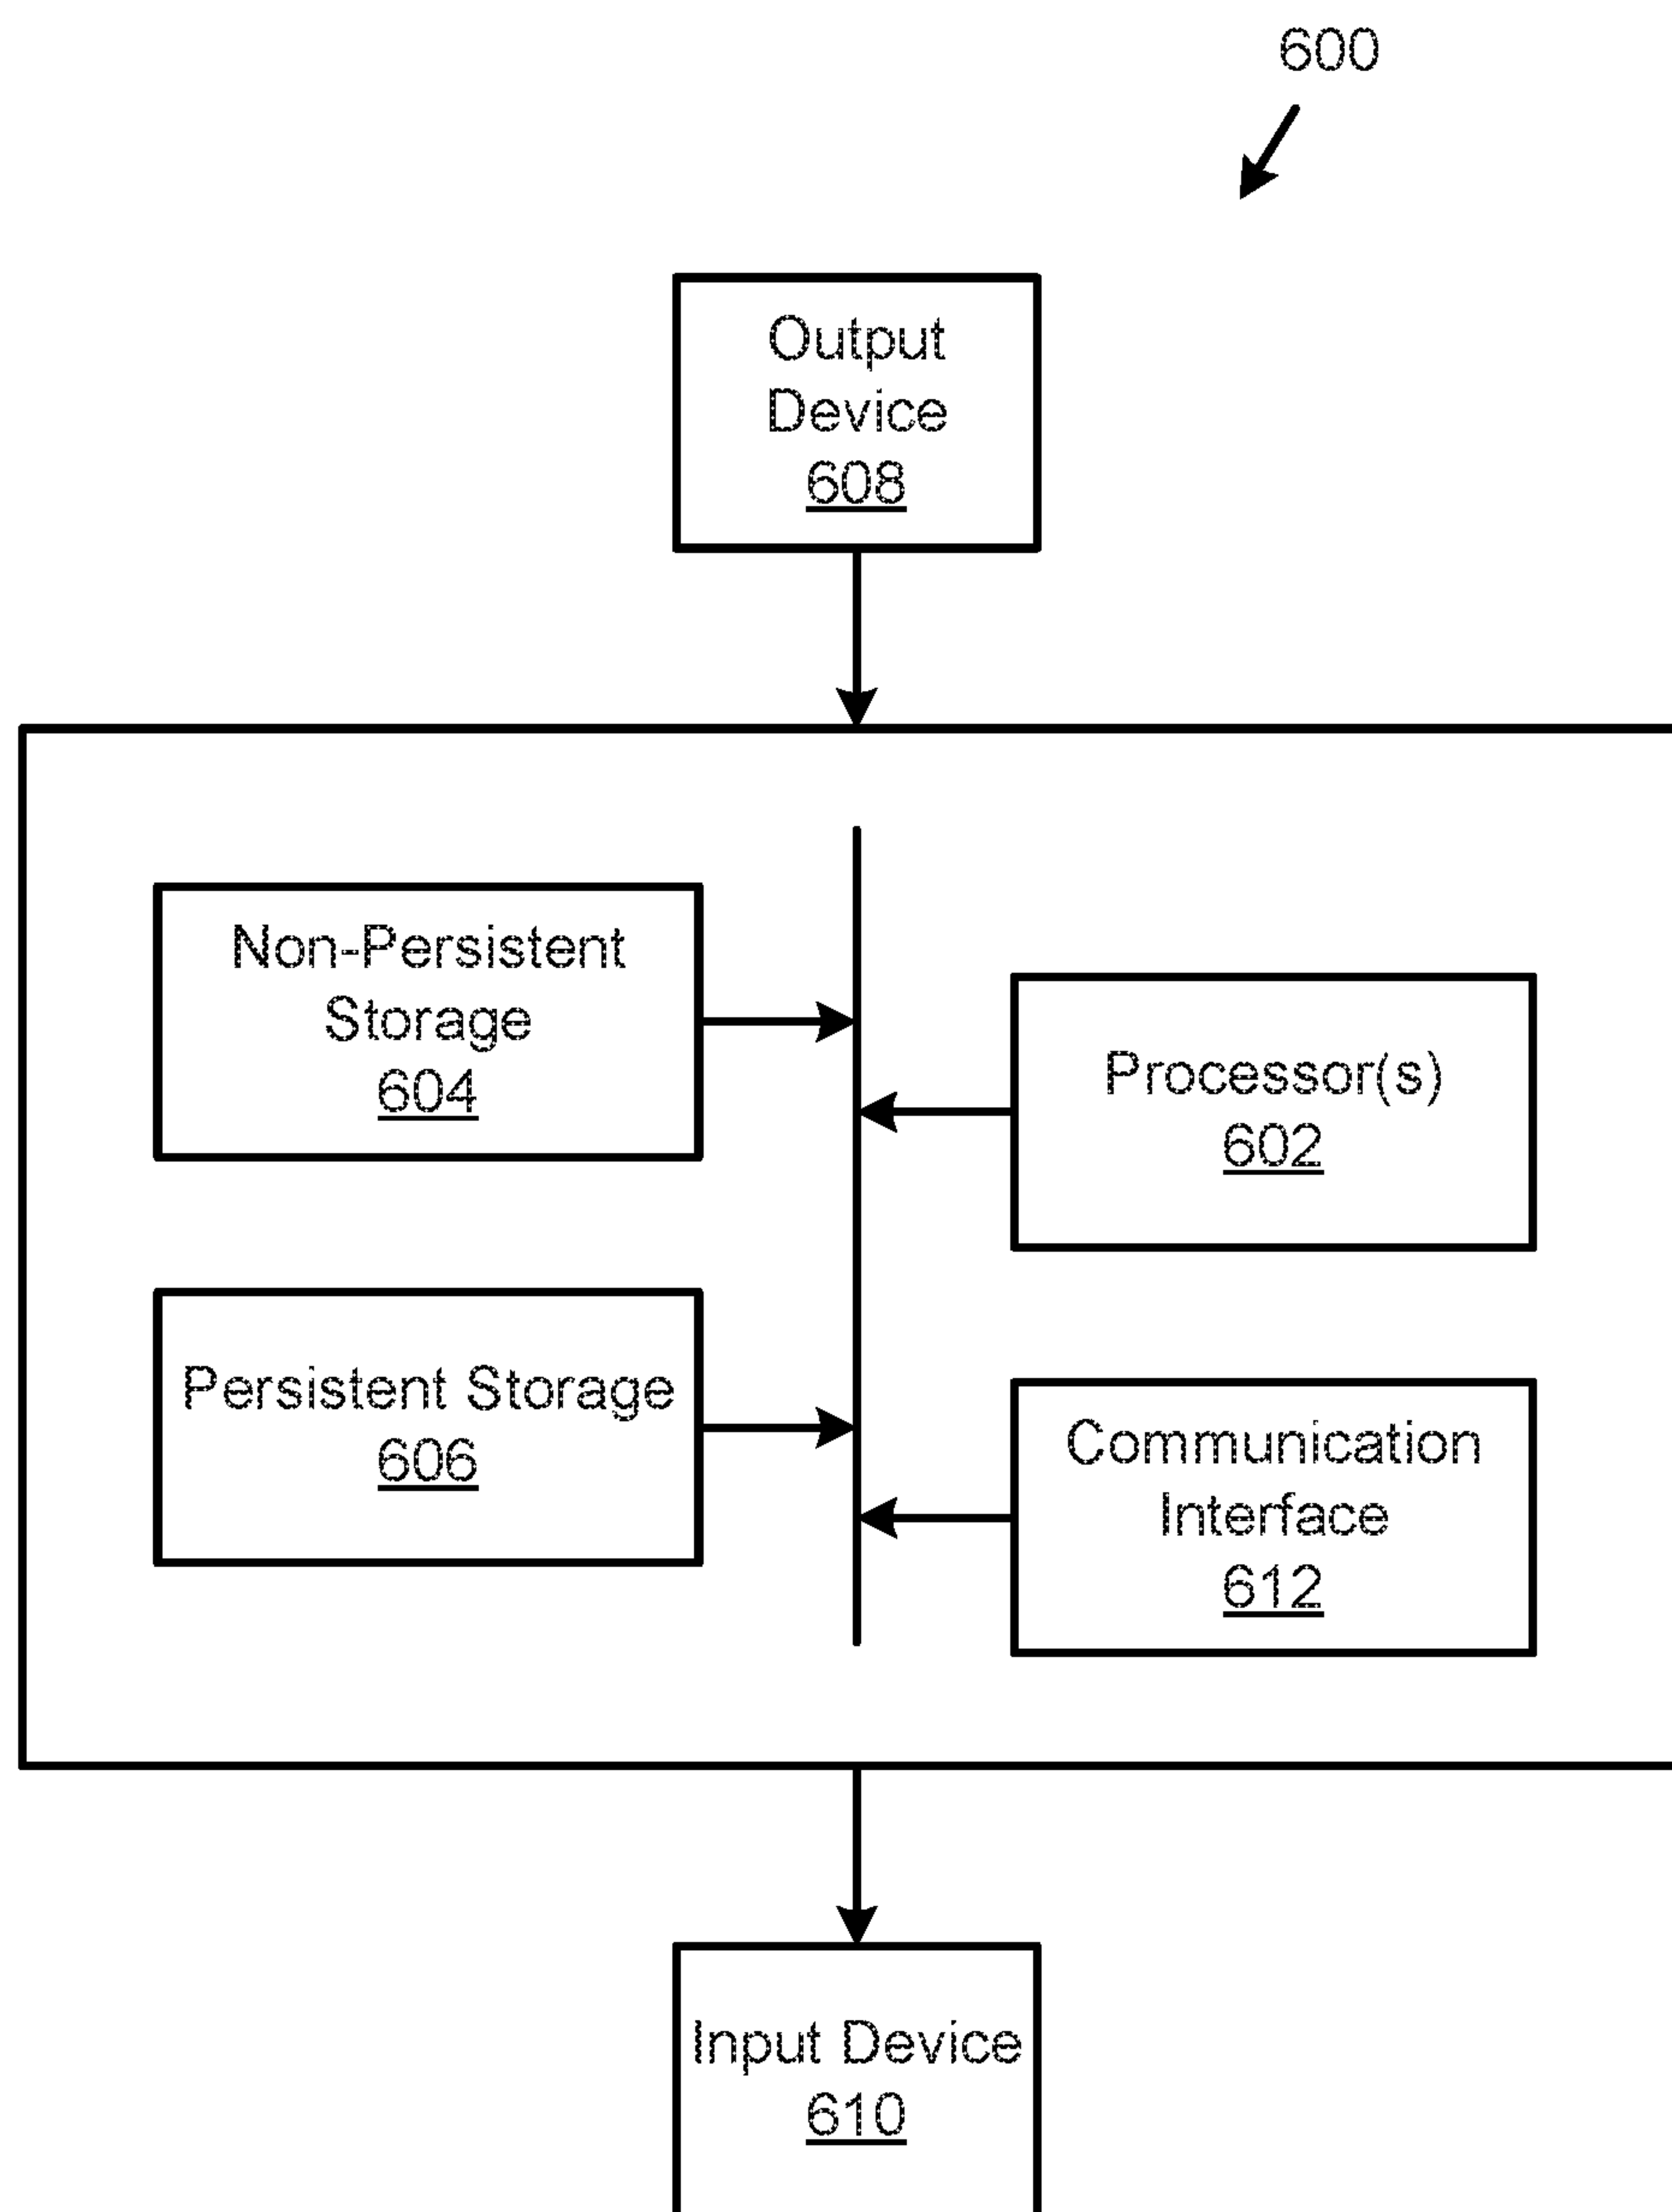 600
Output
Device
608
Non-Persistent
Storage
604
Processor(s)
602
Persistent Storage
606
Communication
Interface
612
Input Device
610